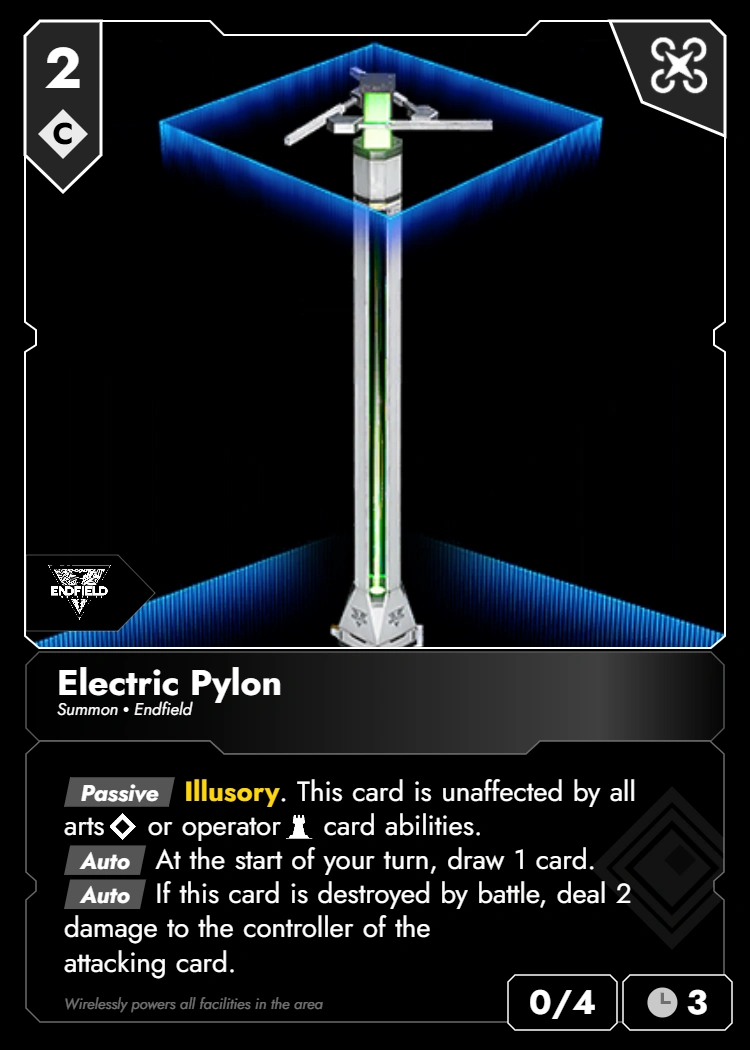 2
C
ENDFIELD
Electric Pylon
Summon • Endfield
Passive Illusory. This card is unaffected by all
arts or operator card abilities.
Auto At the start of your turn, draw 1 card.
Auto If this card is destroyed by battle, deal 2
damage to the controller of the
attacking card.
Wirelessly powers all facilities in the area
0/4
3